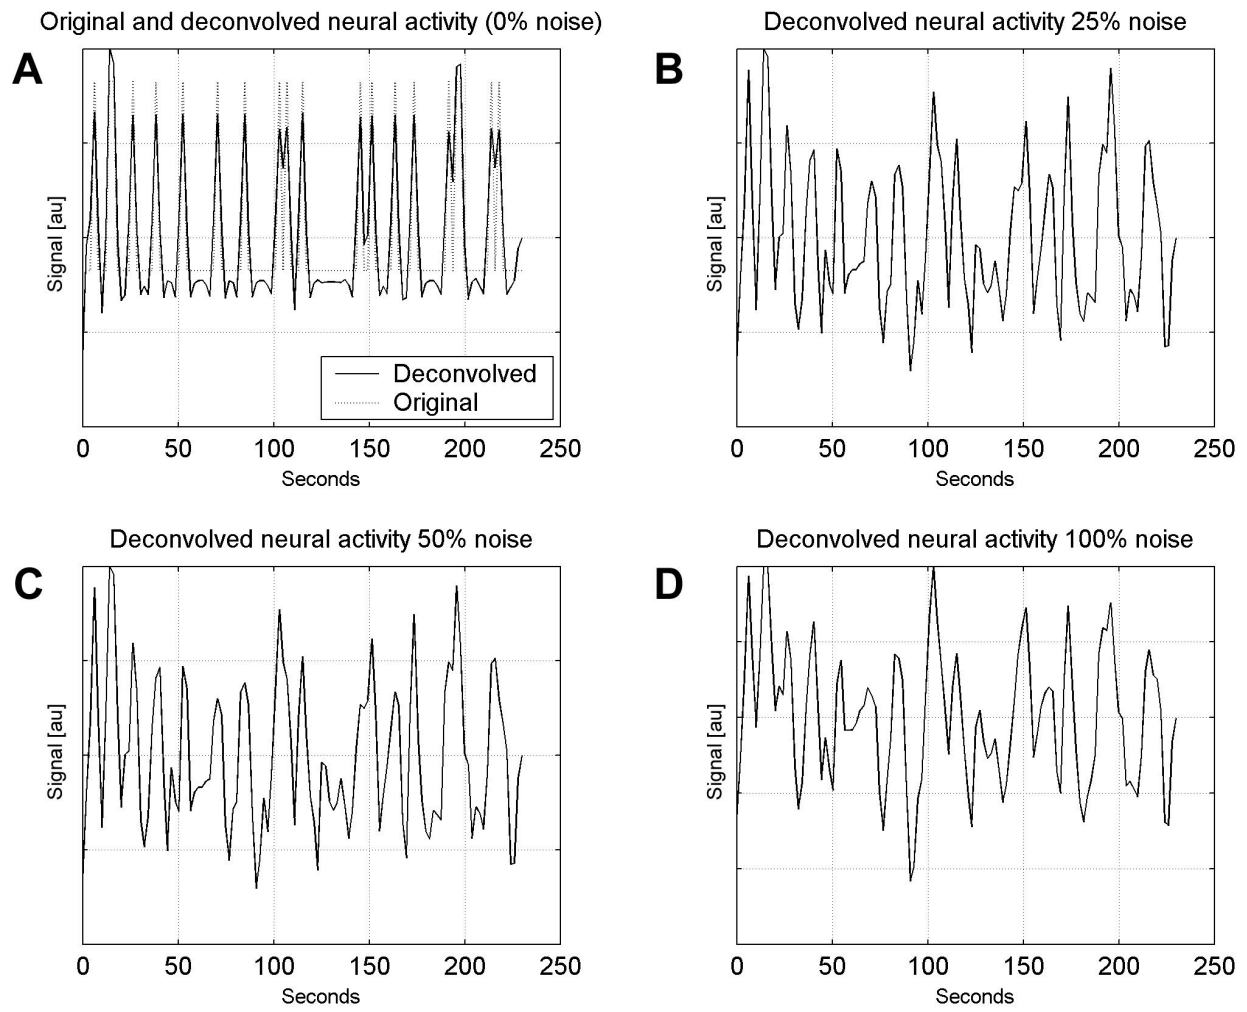 Original and deconvolved neural activity (0% noise)
A
Signal [au]
Deconvolved
Original
0 50 100 150 200 250
Seconds
Deconvolved neural activity 25% noise
B
Signal [au]
0 50 100 150 200 250
Seconds
Deconvolved neural activity 50% noise
C
Signal [au]
0 50 100 150 200 250
Seconds
Deconvolved neural activity 100% noise
D
Signal [au]
0 50 100 150 200 250
Seconds